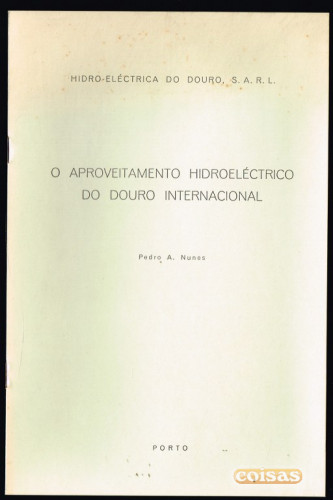 HIDRO-ELÉCTRICA DO DOURO, S. A. R. L.
O APROVEITAMENTO HIDROELÉCTRICO
DO DOURO INTERNACIONAL
Pedro A. Nunes
PORTO
coisas